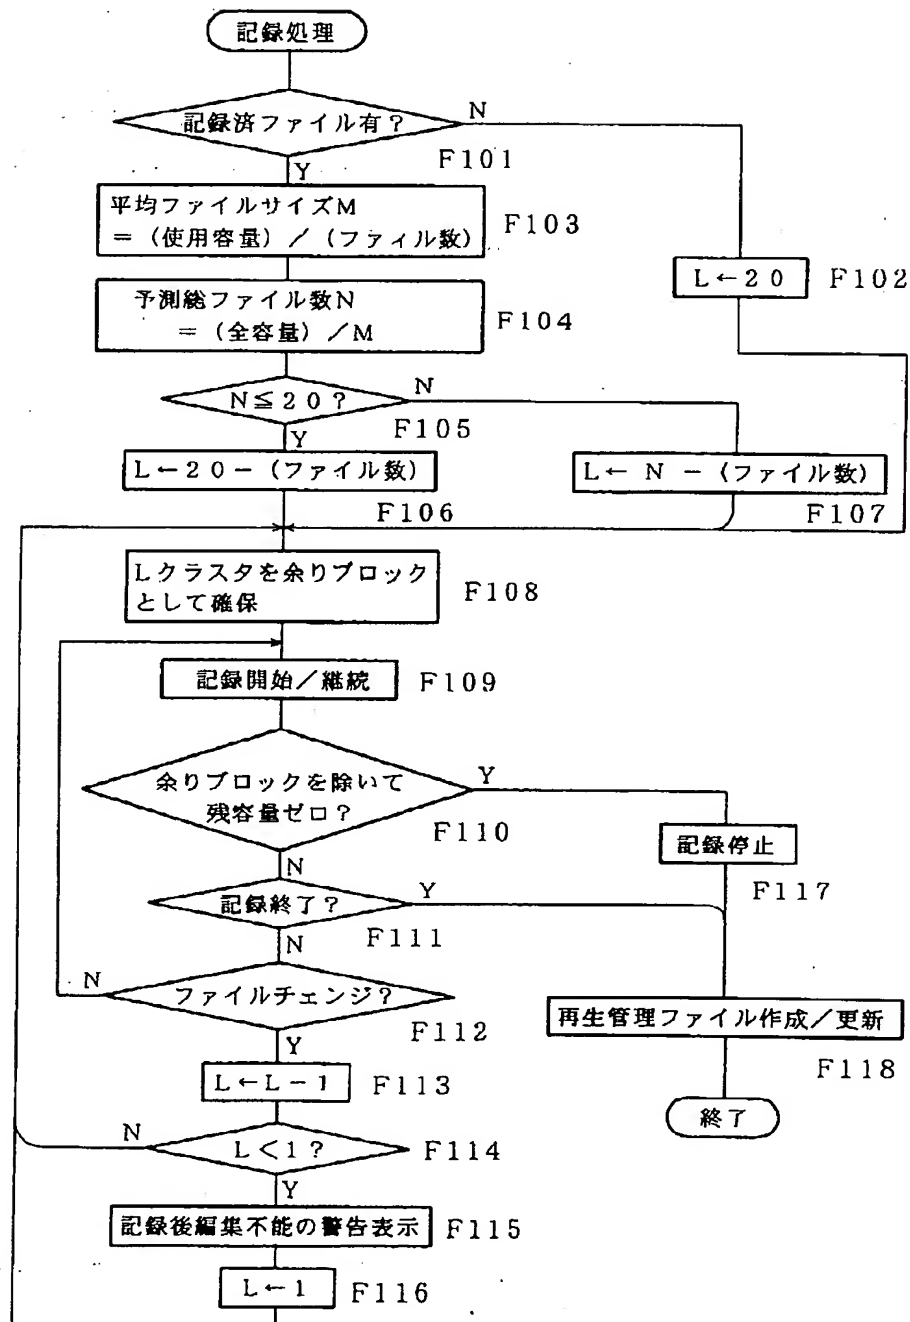 記録処理
記録済ファイル有？
N
F101
Y
平均ファイルサイズM
＝（使用容量）／（ファィル数）
F103
L←20
F102
予測総ファイル数N
＝（全容量）／M
F104
N≦20？
N
F105
Y
L←20－（ファイル数）
F106
L← N －（ファイル数）
F107
Lクラスタを余りブロック
として確保
F108
記録開始／継続
F109
余りブロックを除いて
残容量ゼロ？
Y
F110
N
記録停止
F117
記録終了？
Y
F111
N
ファイルチェンジ？
N
F112
Y
再生管理ファイル作成／更新
F118
L←L－1
F113
終了
L＜1？
N
F114
Y
記録後編集不能の警告表示
F115
L←1
F116